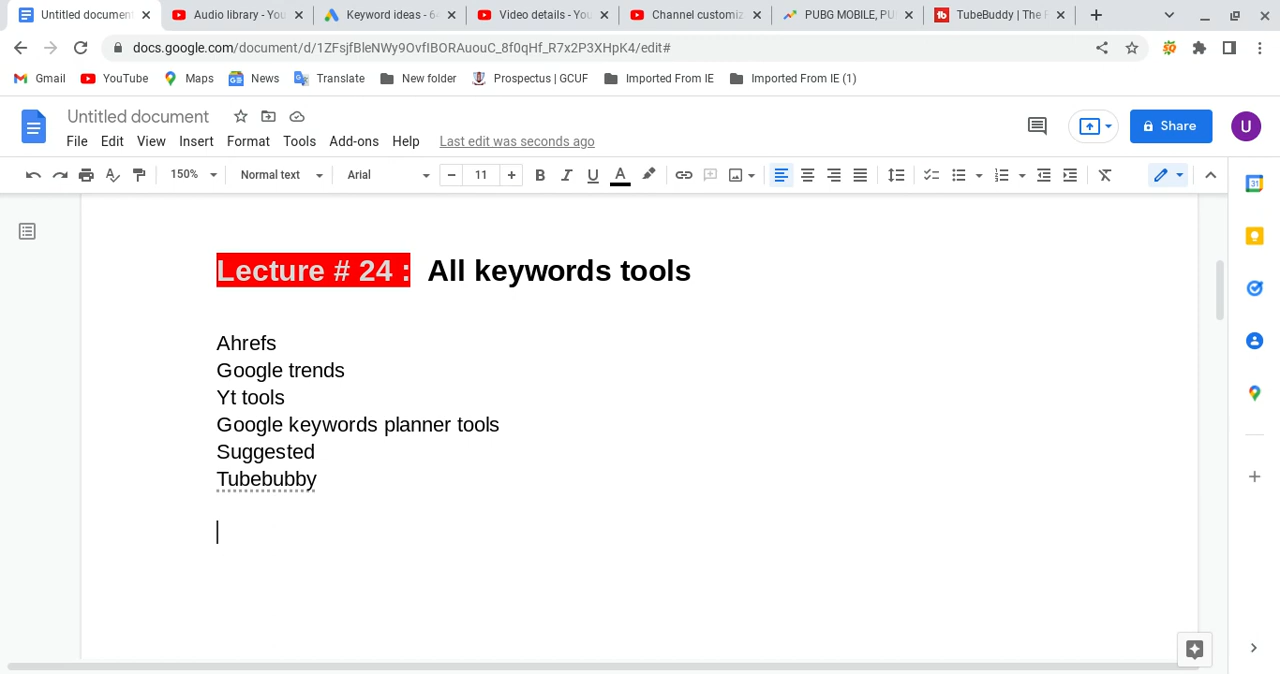 Untitled document
Audio library - You
Keyword ideas - 6
Video details - You
Channel customiz
PUBG MOBILE, PU
TubeBuddy | The
docs.google.com/document/d/1ZFsjfBleNWy9OvfIBORAuouC_8f0qHf_R7x2P3XHpK4/edit#
Gmail YouTube Maps News Translate New folder Prospectus | GCUF Imported From IE Imported From IE (1)
Untitled document
File Edit View Insert Format Tools Add-ons Help Last edit was seconds ago
Share
U
150% Normal text Arial 11
31
Lecture # 24 : All keywords tools
Ahrefs
Google trends
Yt tools
Google keywords planner tools
Suggested
Tubebubby